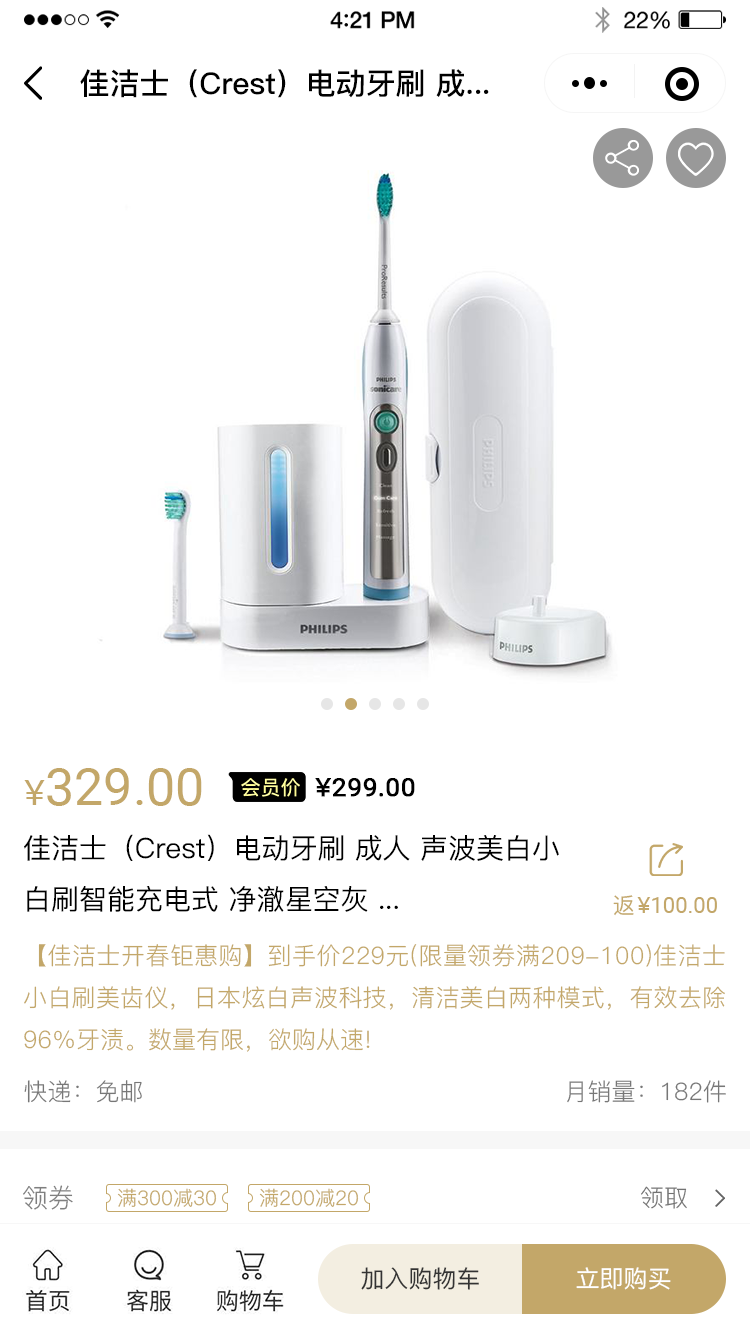 4:21 PM
22%
佳洁士（Crest）电动牙刷 成...
ProResults
PHILIPS
sonicare
PHILIPS
Clean
Gum Care
Refresh
Sensitive
Massage
PHILIPS
PHILIPS
¥329.00
会员价 ¥299.00
佳洁士（Crest）电动牙刷 成人 声波美白小
白刷智能充电式 净澈星空灰 ...
返¥100.00
【佳洁士开春钜惠购】到手价229元(限量领券满209-100)佳洁士
小白刷美齿仪，日本炫白声波科技，清洁美白两种模式，有效去除
96%牙渍。数量有限，欲购从速!
快递：免邮
月销量：182件
领券
满300减30
满200减20
领取
首页
客服
购物车
加入购物车
立即购买